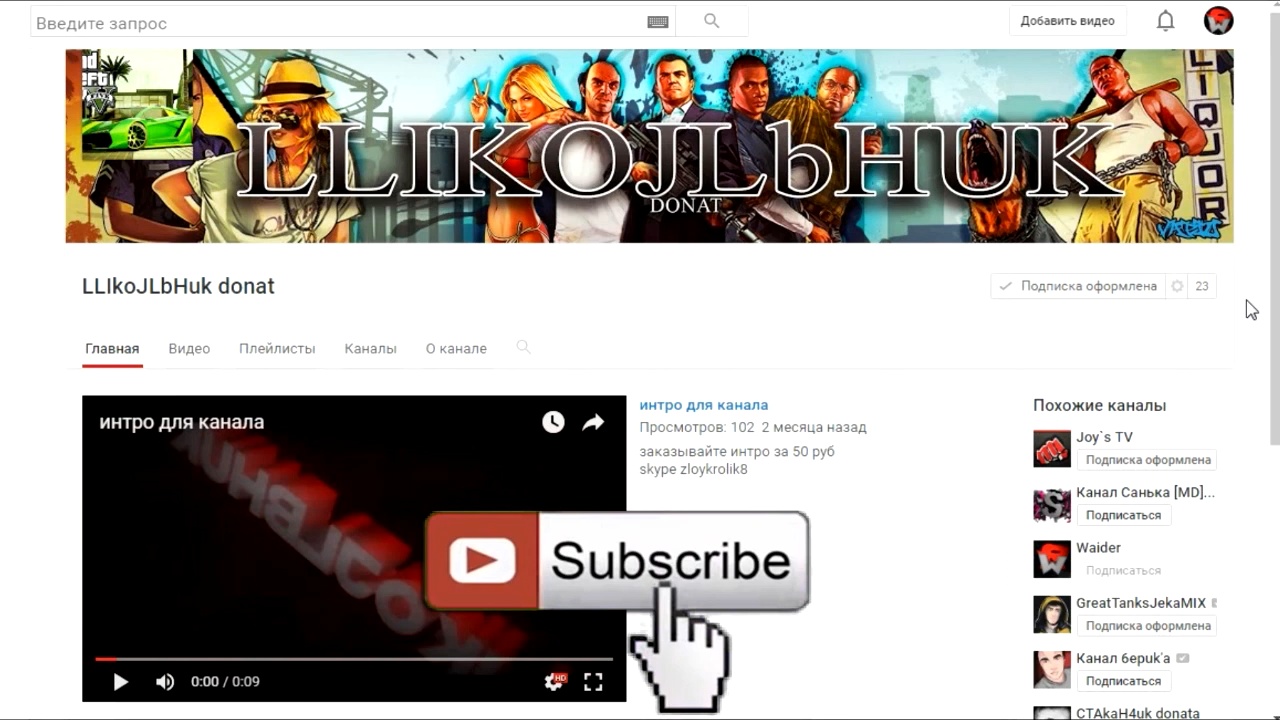 Введите запрос
Добавить видео
LLIKOJLbHUK
DONAT
LIQUOR
LLIkoJLbHuk donat
Подписка оформлена 23
Главная Видео Плейлисты Каналы О канале
интро для канала
0:00 / 0:09
HD
интро для канала
Просмотров: 102 2 месяца назад
заказывайте интро за 50 руб
skype zloykrolik8
Subscribe
Похожие каналы
Joy`s TV
Подписка оформлена
Канал Санька [MD]...
Подписаться
Waider
Подписаться
GreatTanksJekaMIX
Подписка оформлена
Канал 6epuk'a
Подписаться
CTAkaH4uk donata